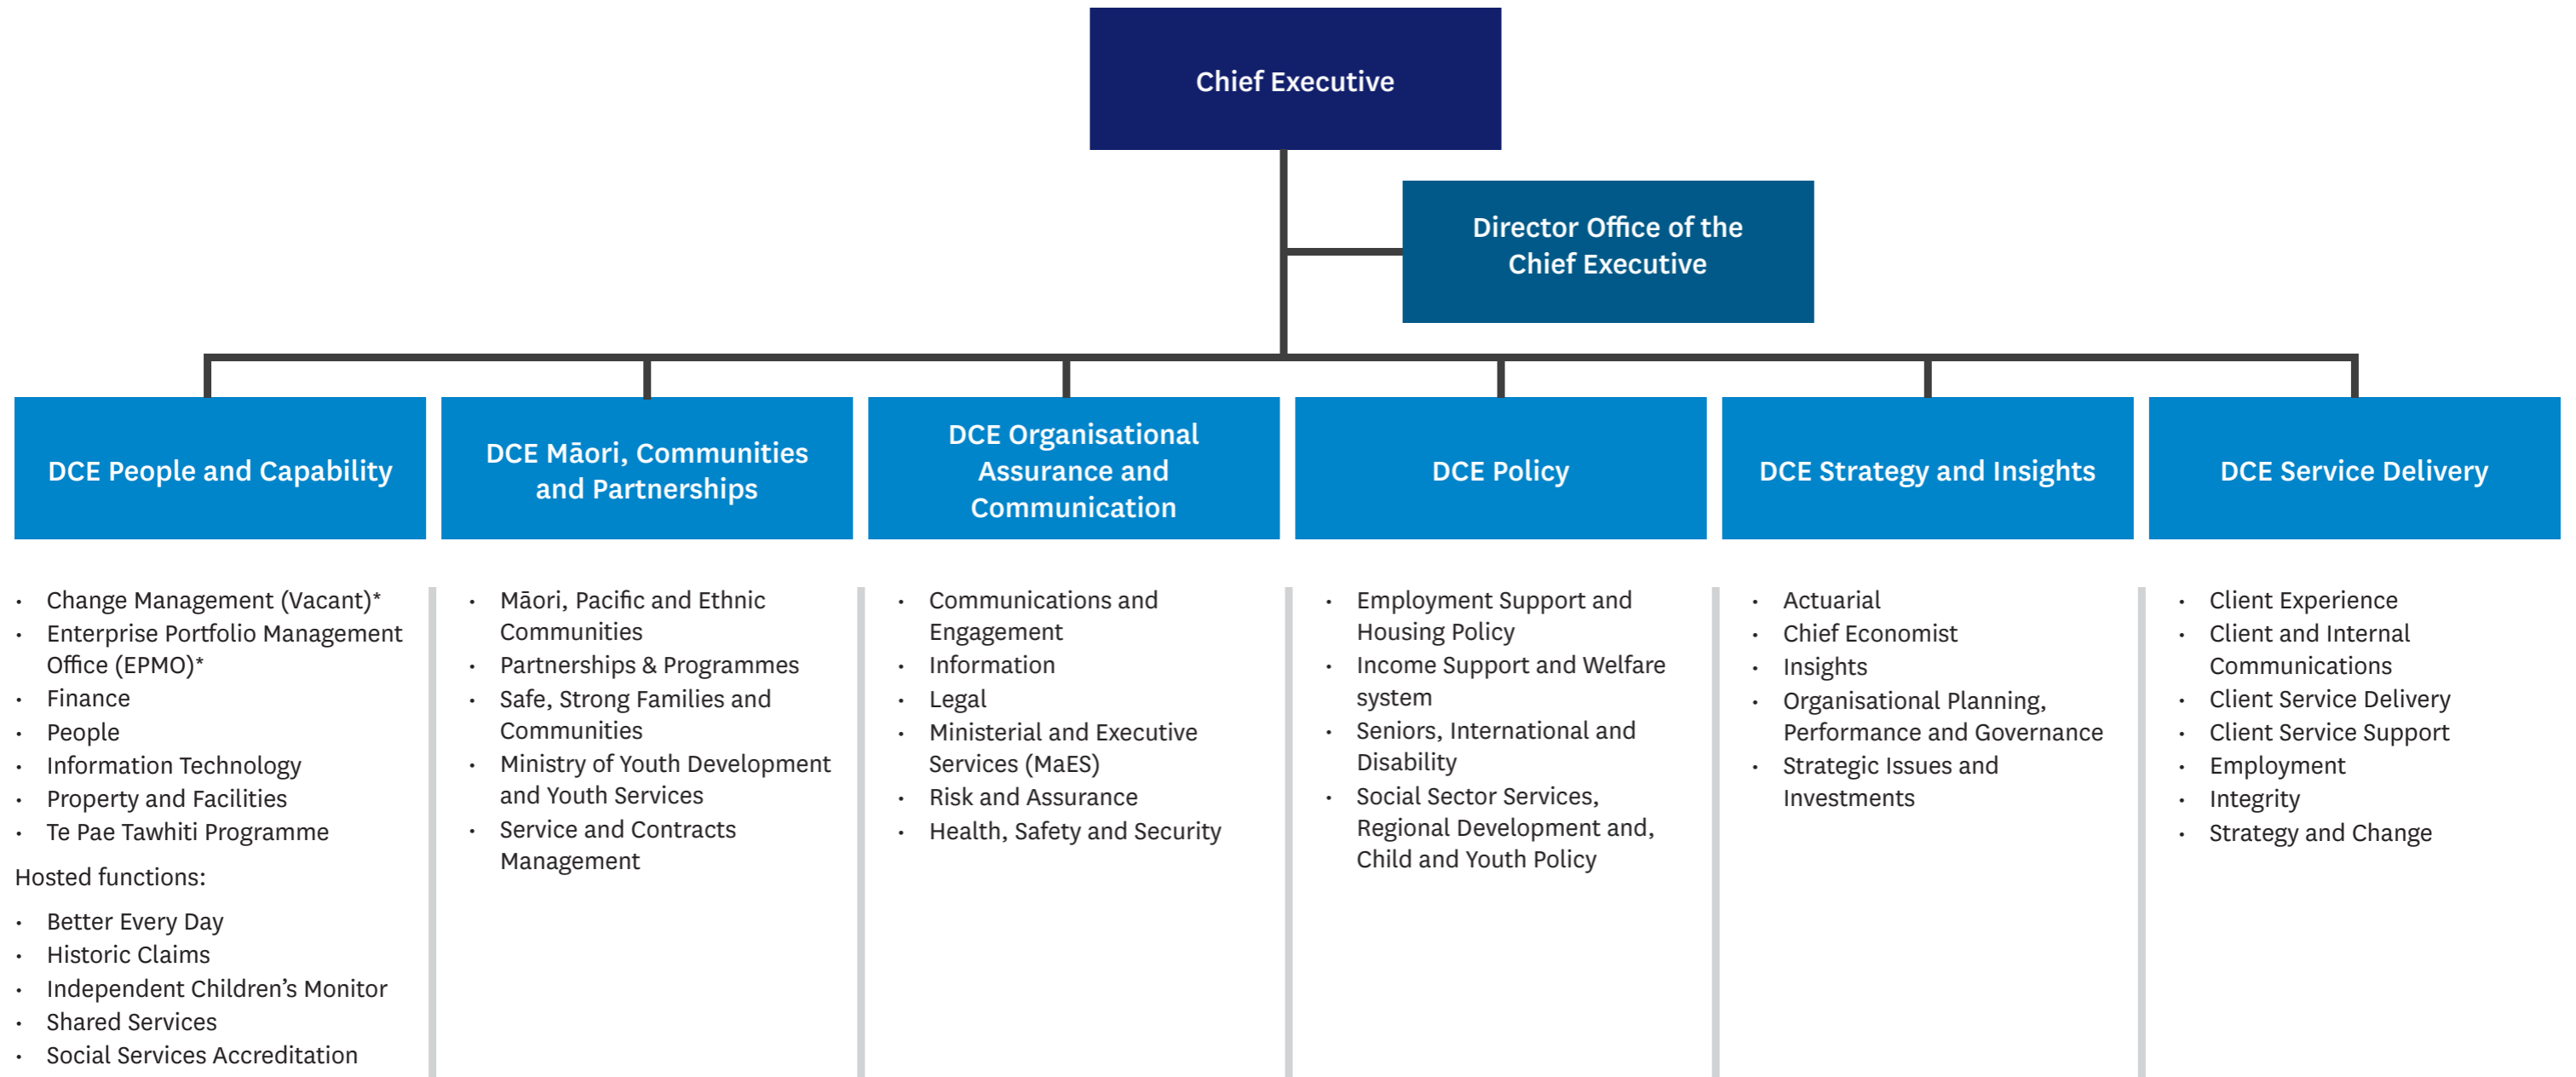 Chief Executive
Director Office of the
Chief Executive
DCE People and Capability
DCE Māori, Communities
and Partnerships
DCE Organisational
Assurance and
Communication
DCE Policy
DCE Strategy and Insights
DCE Service Delivery
• Change Management (Vacant)*
• Enterprise Portfolio Management
Office (EPMO)*
• Finance
• People
• Information Technology
• Property and Facilities
• Te Pae Tawhiti Programme
Hosted functions:
• Better Every Day
• Historic Claims
• Independent Children’s Monitor
• Shared Services
• Social Services Accreditation
• Māori, Pacific and Ethnic
Communities
• Partnerships & Programmes
• Safe, Strong Families and
Communities
• Ministry of Youth Development
and Youth Services
• Service and Contracts
Management
• Communications and
Engagement
• Information
• Legal
• Ministerial and Executive
Services (MaES)
• Risk and Assurance
• Health, Safety and Security
• Employment Support and
Housing Policy
• Income Support and Welfare
system
• Seniors, International and
Disability
• Social Sector Services,
Regional Development and,
Child and Youth Policy
• Actuarial
• Chief Economist
• Insights
• Organisational Planning,
Performance and Governance
• Strategic Issues and
Investments
• Client Experience
• Client and Internal
Communications
• Client Service Delivery
• Client Service Support
• Employment
• Integrity
• Strategy and Change